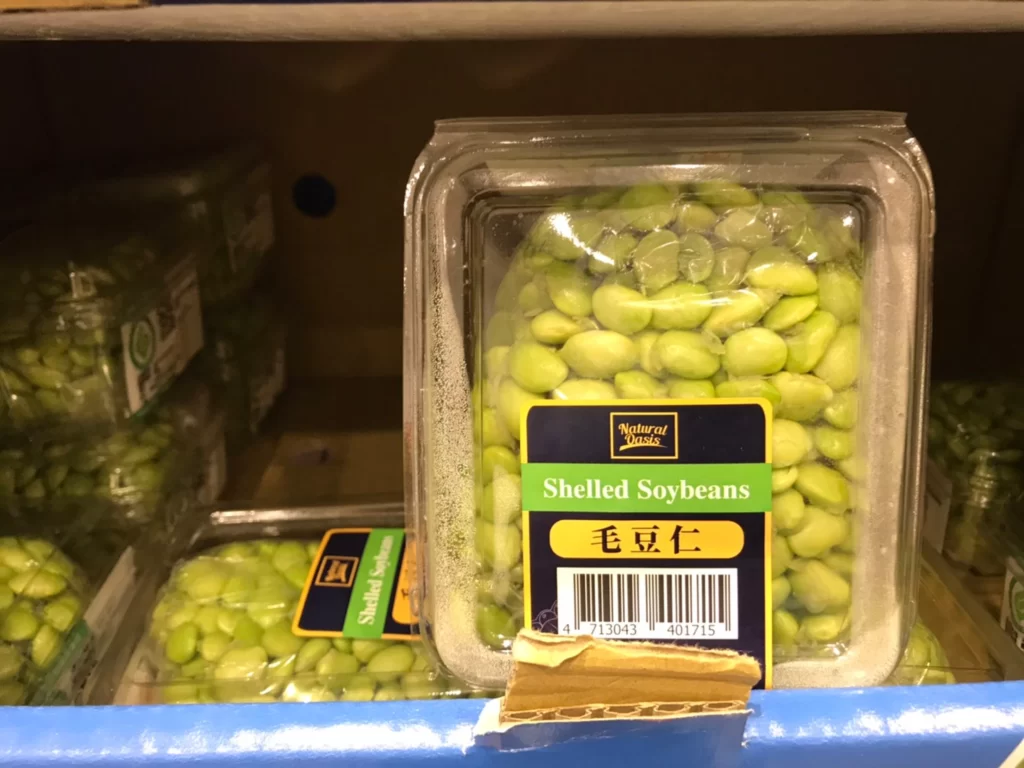 Natural
Oasis
Shelled Soybeans
毛豆仁
4 713043 401715
Shelled Soybeans